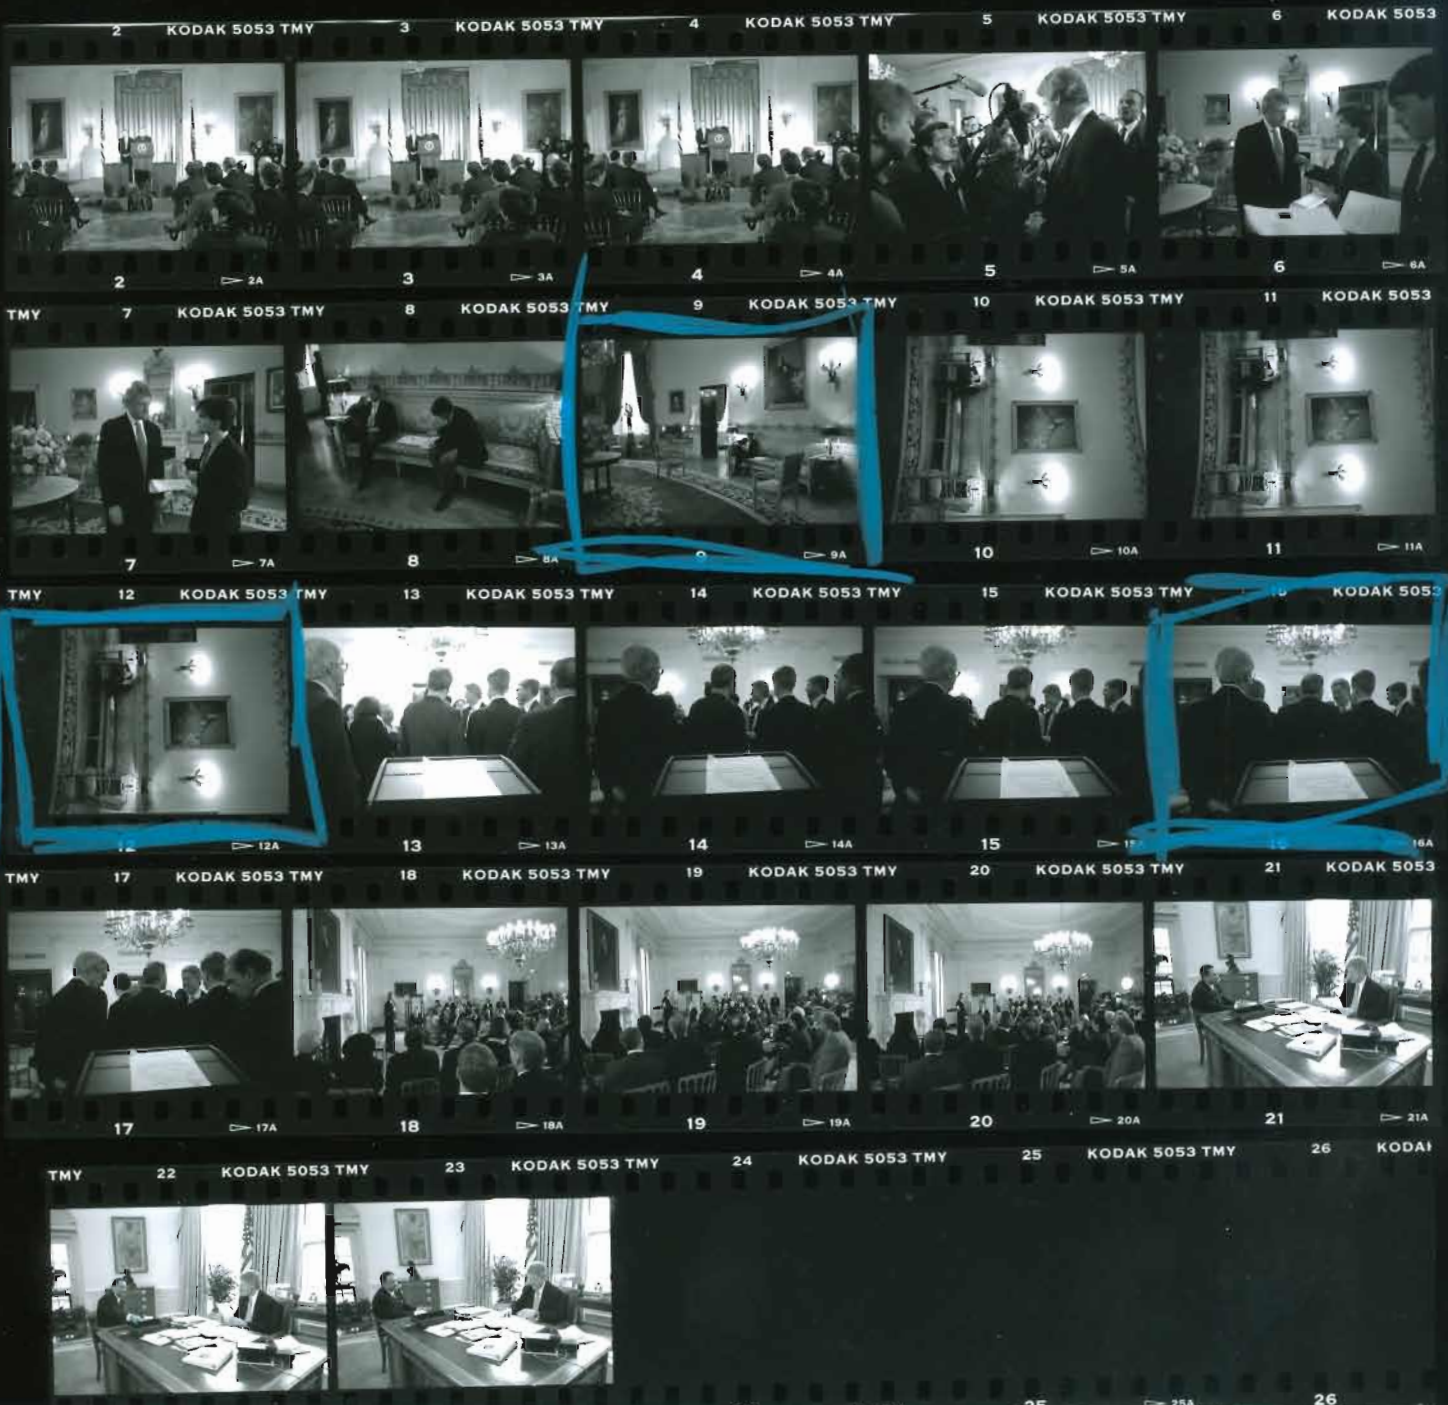 2 KODAK 5053 TMY 3 KODAK 5053 TMY 4 KODAK 5053 TMY 5 KODAK 5053 TMY 6 KODAK 5053
2 ▷ 2A 3 ▷ 3A 4 ▷ 4A 5 ▷ 5A 6 ▷ 6A
TMY 7 KODAK 5053 TMY 8 KODAK 5053 TMY 9 KODAK 5053 TMY 10 KODAK 5053 TMY 11 KODAK 5053
7 ▷ 7A 8 ▷ 8A 9 ▷ 9A 10 ▷ 10A 11 ▷ 11A
TMY 12 KODAK 5053 TMY 13 KODAK 5053 TMY 14 KODAK 5053 TMY 15 KODAK 5053 TMY 16 KODAK 5053
12 ▷ 12A 13 ▷ 13A 14 ▷ 14A 15 ▷ 16A
TMY 17 KODAK 5053 TMY 18 KODAK 5053 TMY 19 KODAK 5053 TMY 20 KODAK 5053 TMY 21 KODAK 5053
17 ▷ 17A 18 ▷ 18A 19 ▷ 19A 20 ▷ 20A 21 ▷ 21A
TMY 22 KODAK 5053 TMY 23 KODAK 5053 TMY 24 KODAK 5053 TMY 25 KODAK 5053 TMY 26
25 ▷ 25A 26